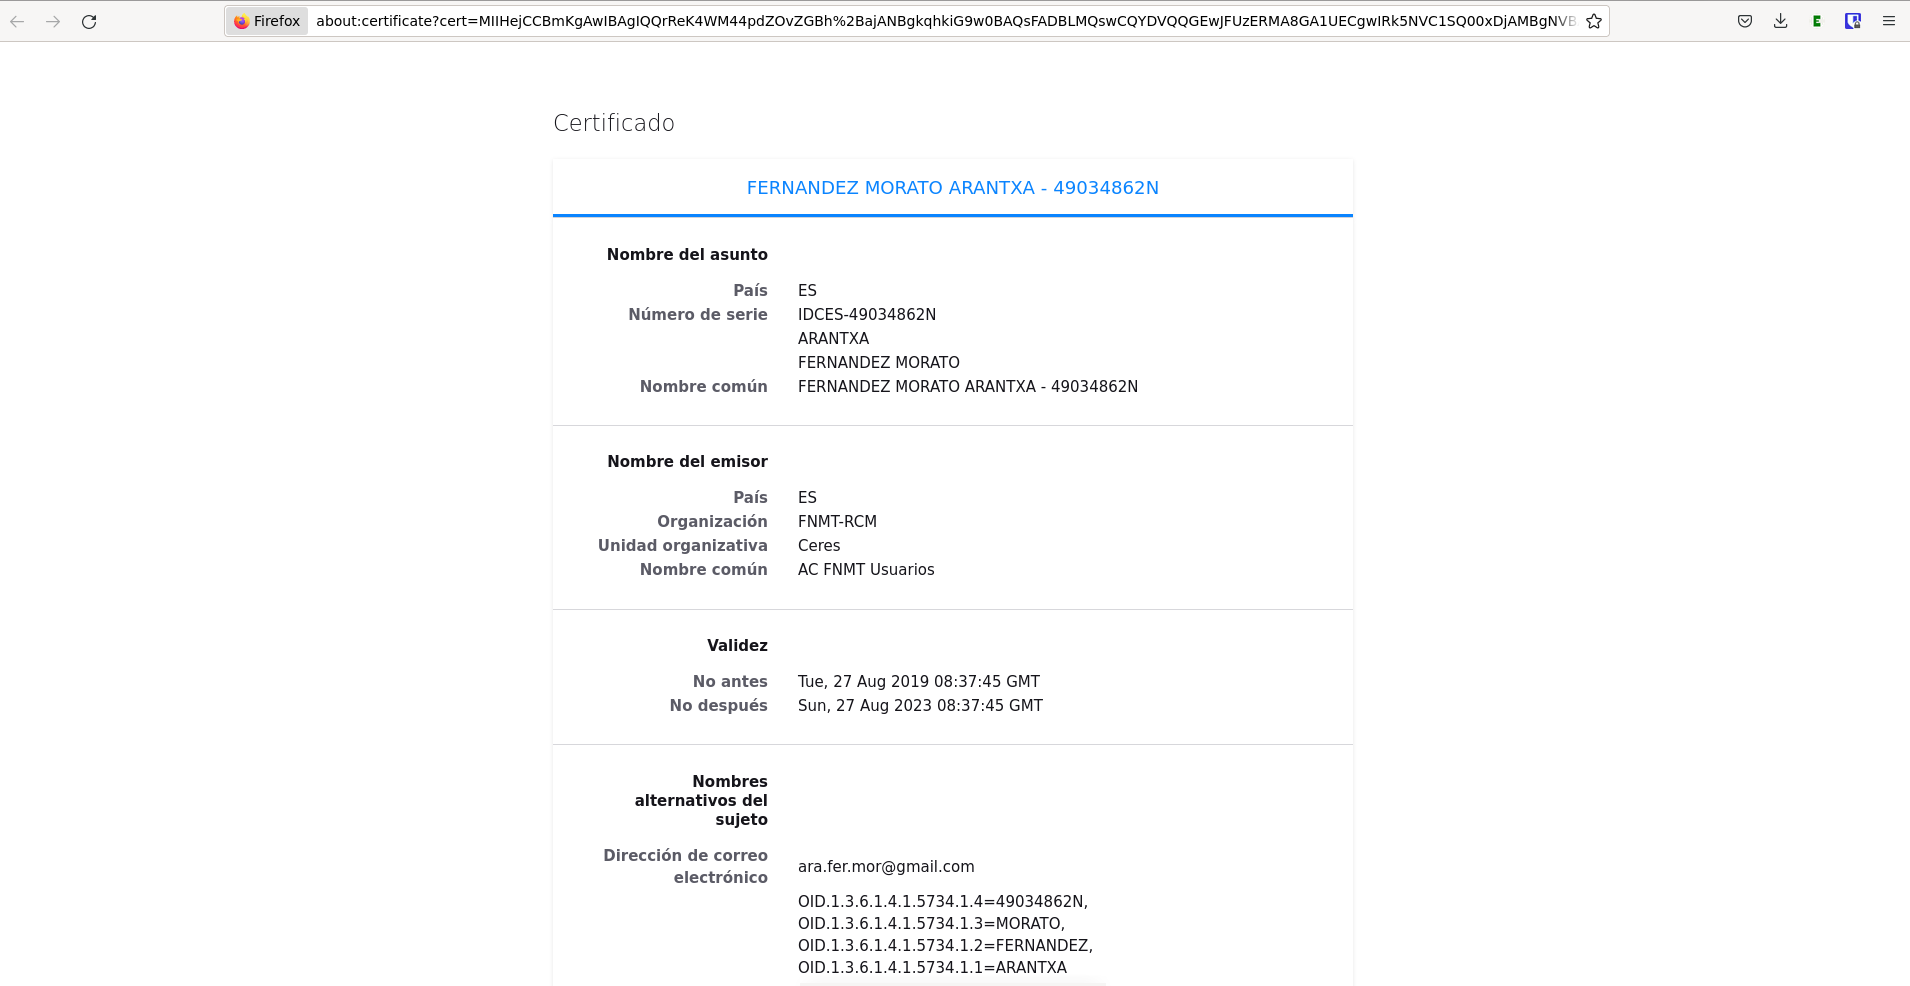 Firefox about:certificate?cert=MIIHejCCBmKgAwIBAgIQQrReK4WM44pdZOvZGBh%2BajANBgkqhkiG9w0BAQsFADBLMQswCQYDVQQGEwJFUzERMA8GA1UECgwIRk5NVC1SQ00xDjAMBgNVB
Certificado
FERNANDEZ MORATO ARANTXA - 49034862N
Nombre del asunto
País ES
Número de serie IDCES-49034862N
ARANTXA
FERNANDEZ MORATO
Nombre común FERNANDEZ MORATO ARANTXA - 49034862N
Nombre del emisor
País ES
Organización FNMT-RCM
Unidad organizativa Ceres
Nombre común AC FNMT Usuarios
Validez
No antes Tue, 27 Aug 2019 08:37:45 GMT
No después Sun, 27 Aug 2023 08:37:45 GMT
Nombres
alternativos del
sujeto
Dirección de correo
electrónico
ara.fer.mor@gmail.com
OID.1.3.6.1.4.1.5734.1.4=49034862N,
OID.1.3.6.1.4.1.5734.1.3=MORATO,
OID.1.3.6.1.4.1.5734.1.2=FERNANDEZ,
OID.1.3.6.1.4.1.5734.1.1=ARANTXA